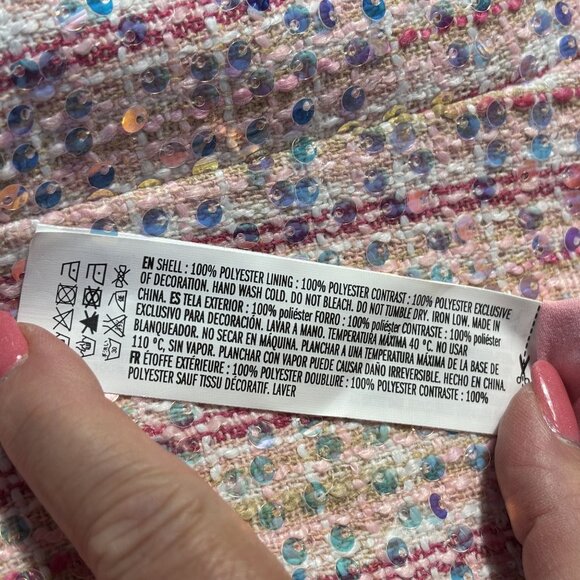 EN SHELL : 100% POLYESTER LINING : 100% POLYESTER CONTRAST : 100% POLYESTER EXCLUSIVE
OF DECORATION. HAND WASH COLD. DO NOT BLEACH. DO NOT TUMBLE DRY. IRON LOW. MADE IN
CHINA. ES TELA EXTERIOR : 100% poliéster FORRO : 100% poliéster CONTRASTE : 100% poliéster
EXCLUSIVO PARA DECORACIÓN. LAVAR A MANO. TEMPERATURA MÁXIMA 40 °C. NO USAR
BLANQUEADOR. NO SECAR EN MÁQUINA. PLANCHAR A UNA TEMPERATURA MÁXIMA DE LA BASE DE
110 °C, SIN VAPOR. PLANCHAR CON VAPOR PUEDE CAUSAR DAÑO IRREVERSIBLE. HECHO EN CHINA.
FR ÉTOFFE EXTÉRIEURE : 100% POLYESTER DOUBLURE : 100% POLYESTER CONTRASTE : 100%
POLYESTER SAUF TISSU DÉCORATIF. LAVER